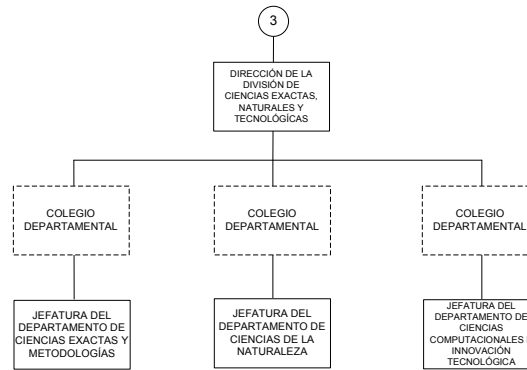 3
DIRECCIÓN DE LA
DIVISIÓN DE
CIENCIAS EXACTAS,
NATURALES Y
TECNOLÓGÍCAS
COLEGIO
DEPARTAMENTAL
COLEGIO
DEPARTAMENTAL
COLEGIO
DEPARTAMENTAL
JEFATURA DEL
DEPARTAMENTO DE
CIENCIAS EXACTAS Y
METODOLOGÍAS
JEFATURA DEL
DEPARTAMENTO DE
CIENCIAS DE LA
NATURALEZA
JEFATURA DEL
DEPARTAMENTO DE
CIENCIAS
COMPUTACIONALES
INNOVACIÓN
TECNOLÓGICA